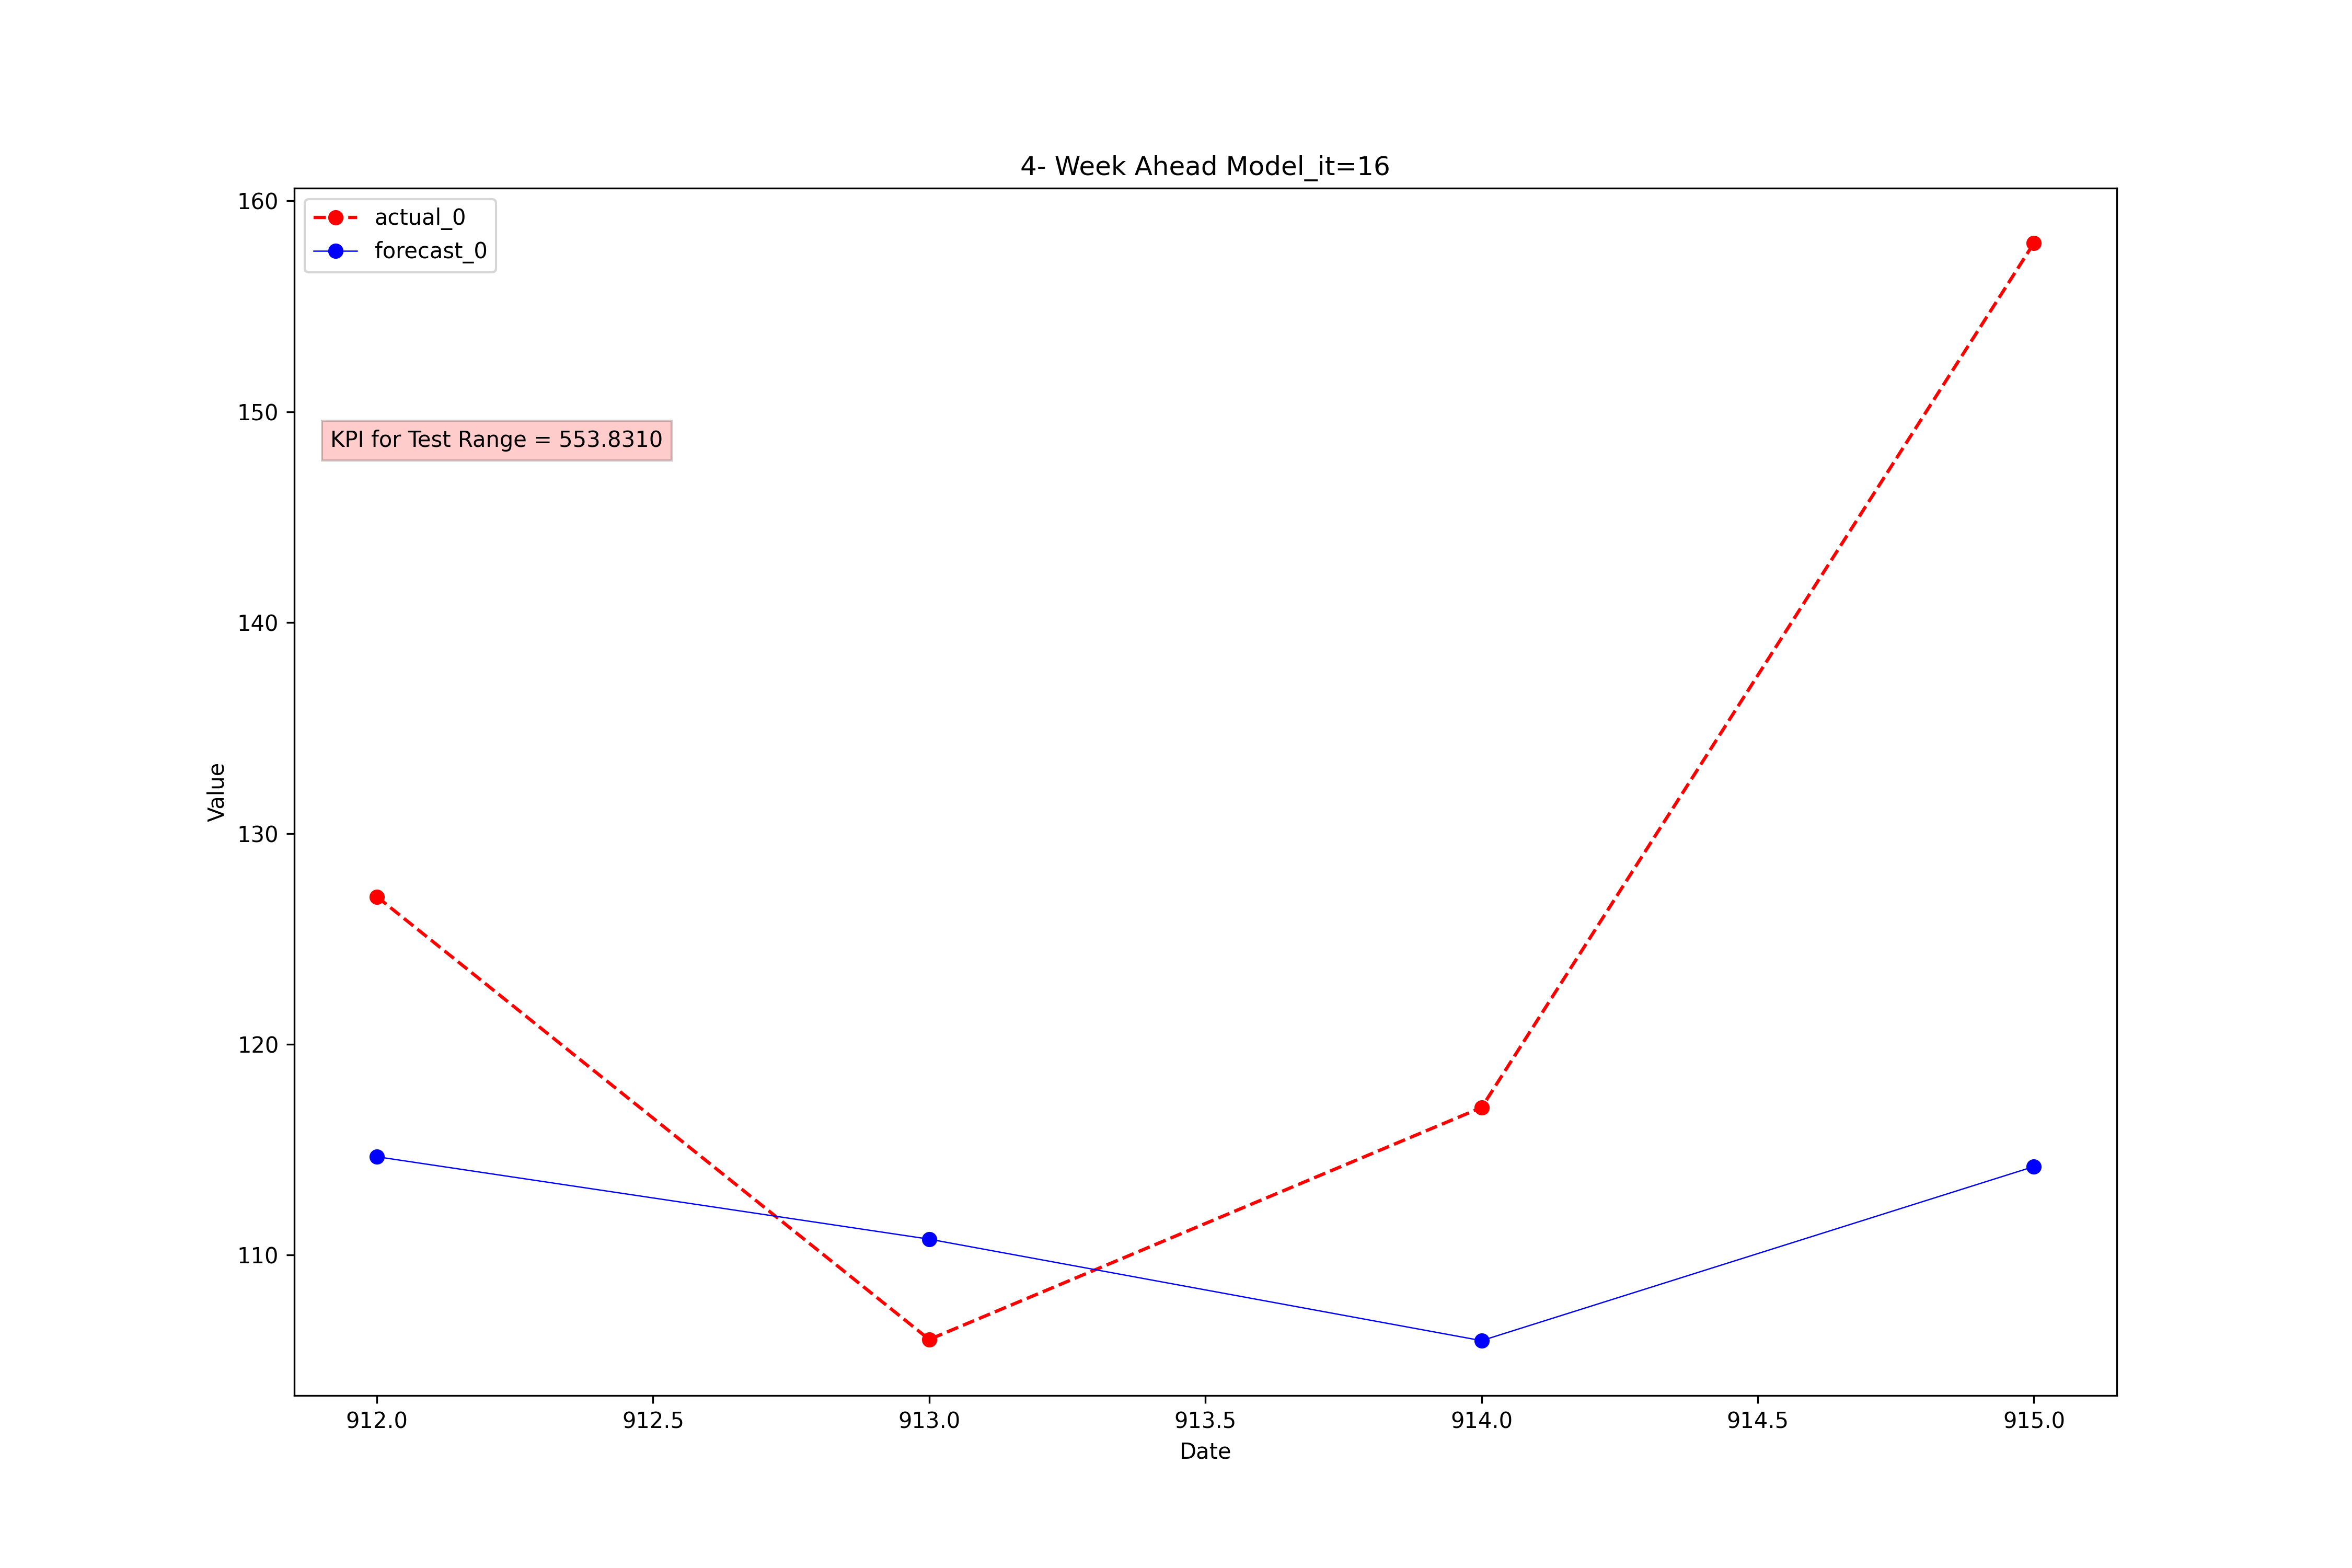 4- Week Ahead Model_it=16
actual_0
forecast_0
KPI for Test Range = 553.8310
Value
160
150
140
130
120
110
912.0 912.5 913.0 913.5 914.0 914.5 915.0
Date